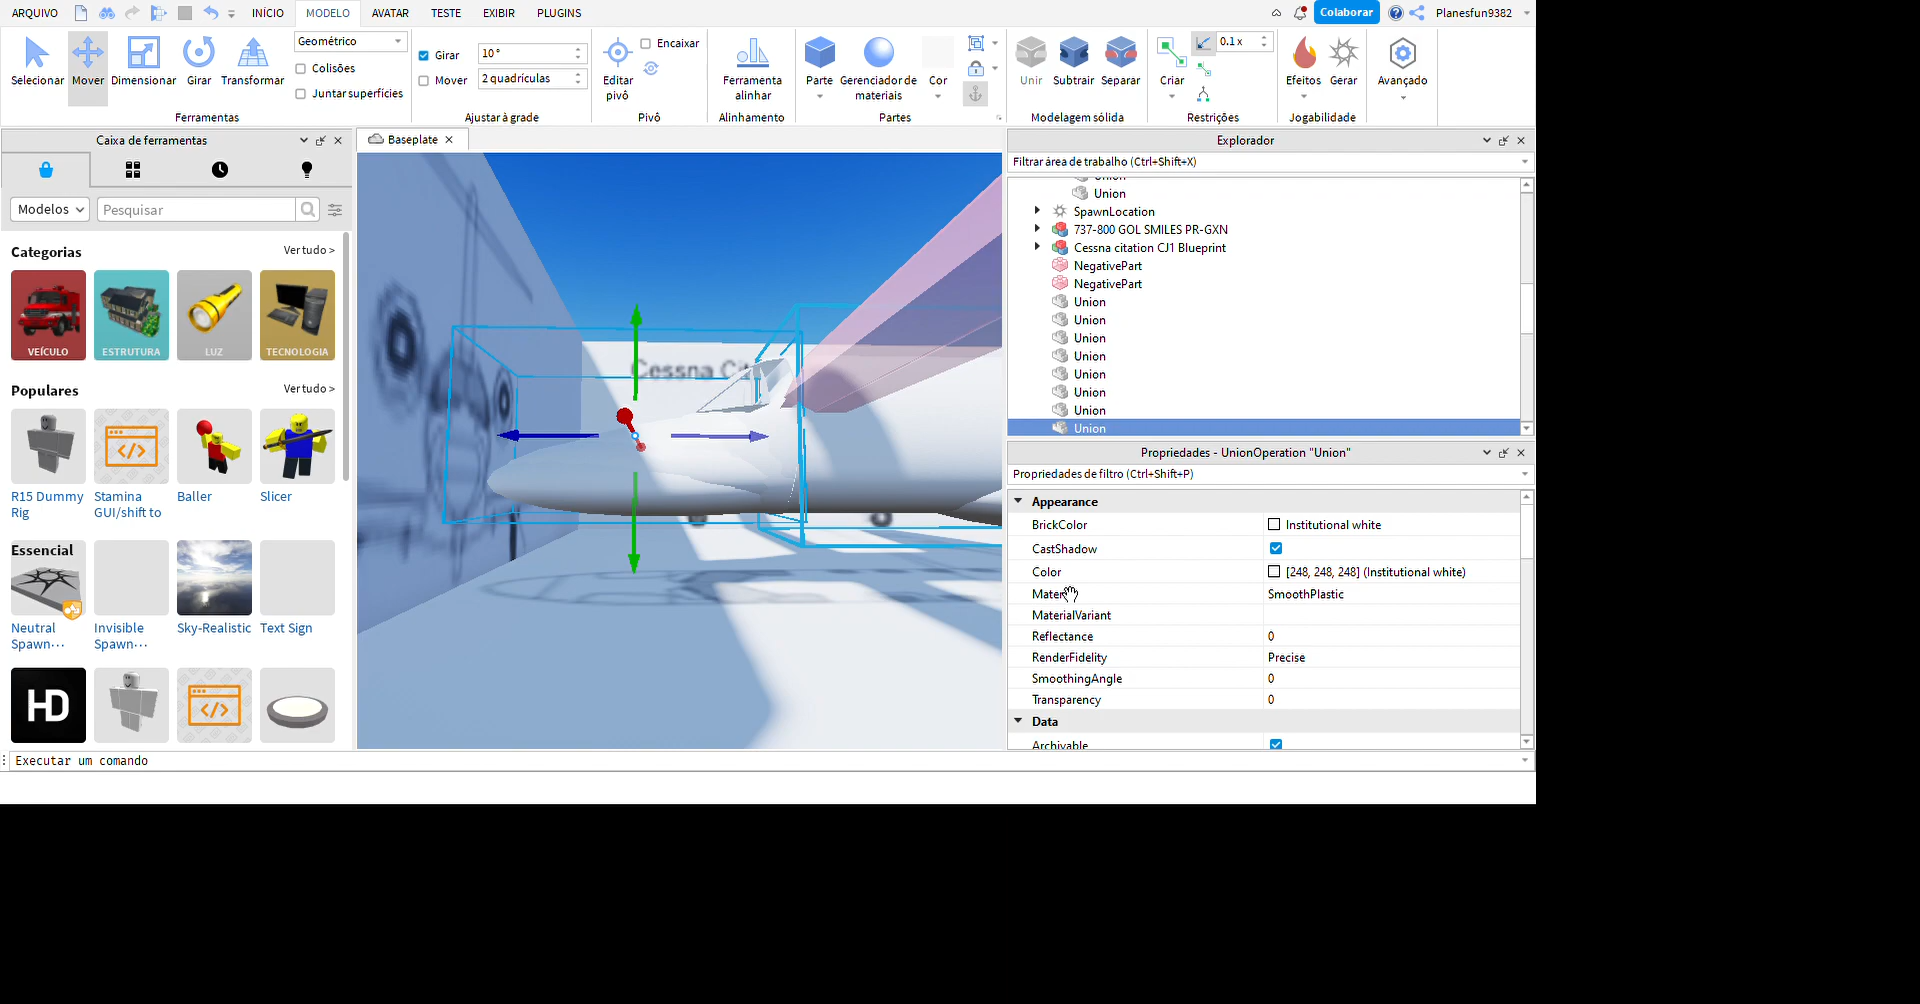 ARQUIVO
INÍCIO
MODELO
AVATAR
TESTE
EXIBIR
PLUGINS
Colaborar
Planesfun9382
Selecionar
Mover
Dimensionar
Girar
Transformar
Geométrico
Colisões
Juntar superfícies
Ferramentas
Girar
10 °
Mover
2 quadrículas
Ajustar à grade
Editar
pivô
Encaixar
Pivô
Ferramenta
alinhar
Alinhamento
Parte
Gerenciador de
materiais
Cor
Partes
Unir
Subtrair
Separar
Modelagem sólida
Criar
0.1 x
Restrições
Efeitos
Gerar
Jogabilidade
Avançado
Caixa de ferramentas
Modelos
Pesquisar
Categorias
Ver tudo >
VEÍCULO
ESTRUTURA
LUZ
TECNOLOGIA
Populares
Ver tudo >
R15 Dummy
Rig
Stamina
GUI/shift to
Baller
Slicer
Essencial
Neutral
Spawn···
Invisible
Spawn···
Sky-Realistic
Text Sign
HD
Baseplate
Cessna
Explorador
Filtrar área de trabalho (Ctrl+Shift+X)
Union
Union
SpawnLocation
737-800 GOL SMILES PR-GXN
Cessna citation CJ1 Blueprint
NegativePart
NegativePart
Union
Union
Union
Union
Union
Union
Union
Union
Propriedades - UnionOperation "Union"
Propriedades de filtro (Ctrl+Shift+P)
Appearance
BrickColor
Institutional white
CastShadow
Color
[248, 248, 248] (Institutional white)
SmoothPlastic
MaterialVariant
Reflectance
0
RenderFidelity
Precise
SmoothingAngle
0
Transparency
0
Data
Archivable
Executar um comando